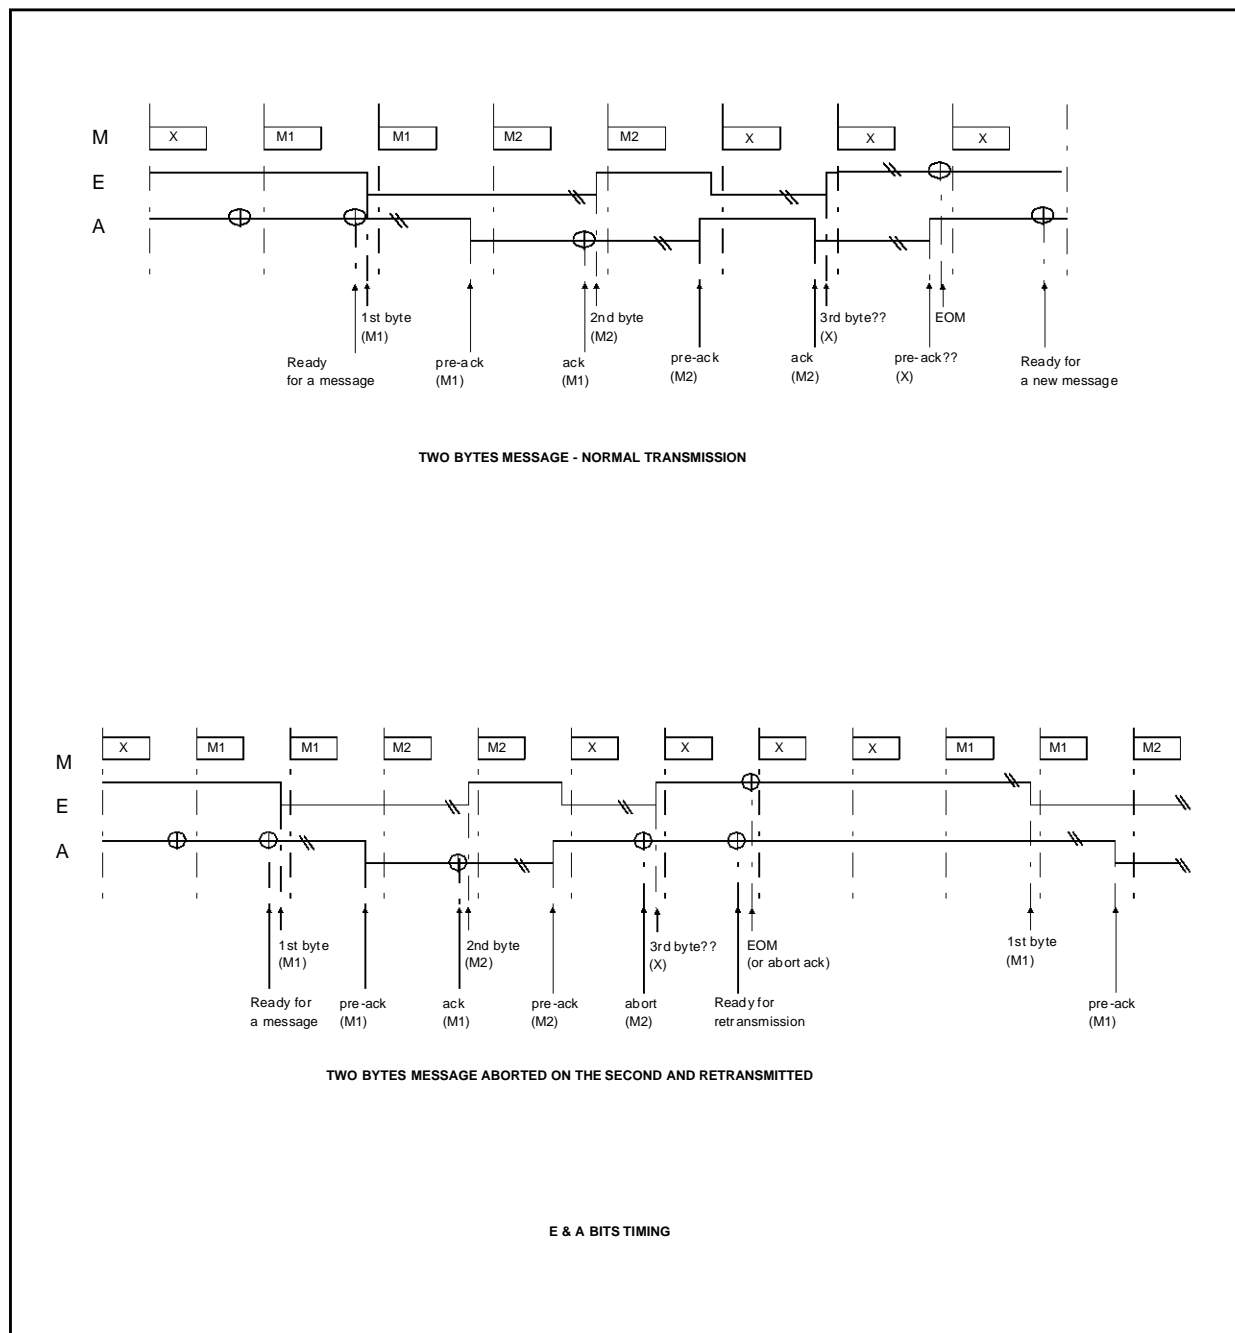 M
X M1 M1 M2 M2 X X X
E
A
1st byte 2nd byte 3rd byte?? EOM
(M1) (M2) (X)
Ready pre-ack ack pre-ack ack pre-ack?? Ready for
for a message (M1) (M1) (M2) (M2) (X) a new message
TWO BYTES MESSAGE - NORMAL TRANSMISSION
X M1 M1 M2 M2 X X X X M1 M1 M2
M
E
A
1st byte 2nd byte 3rd byte?? EOM 1st byte
(M1) (M2) (X) (or abort ack) (M1)
Ready for pre-ack ack pre-ack abort Ready for pre-ack
a message (M1) (M1) (M2) (M2) retransmission (M1)
TWO BYTES MESSAGE ABORTED ON THE SECOND AND RETRANSMITTED
E & A BITS TIMING